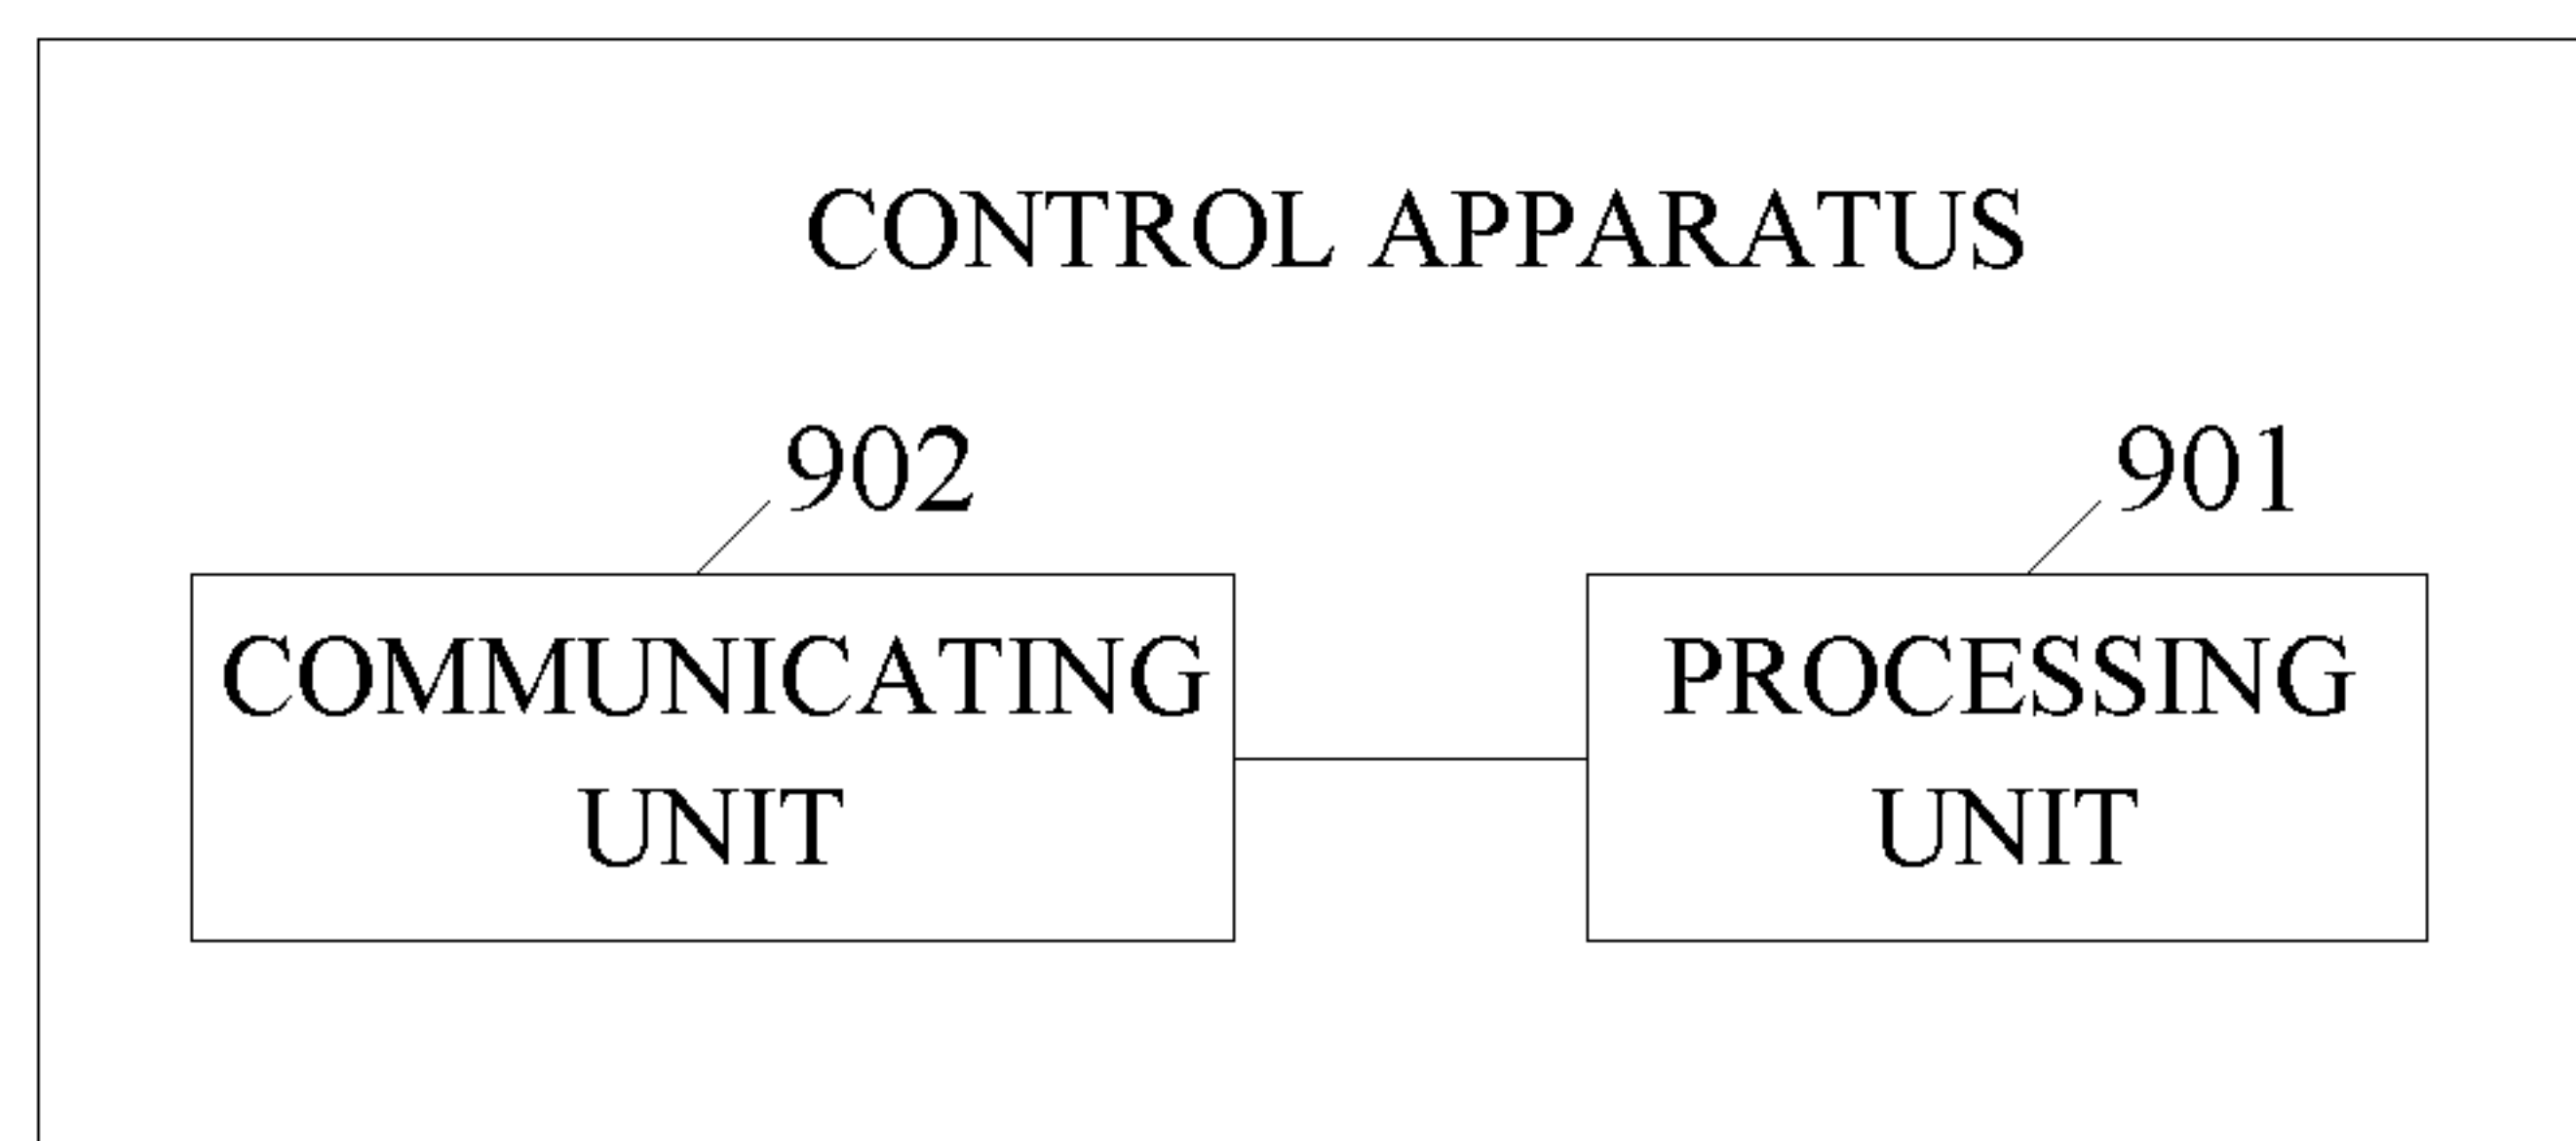 CONTROL APPARATUS
902
901
COMMUNICATING
UNIT
PROCESSING
UNIT